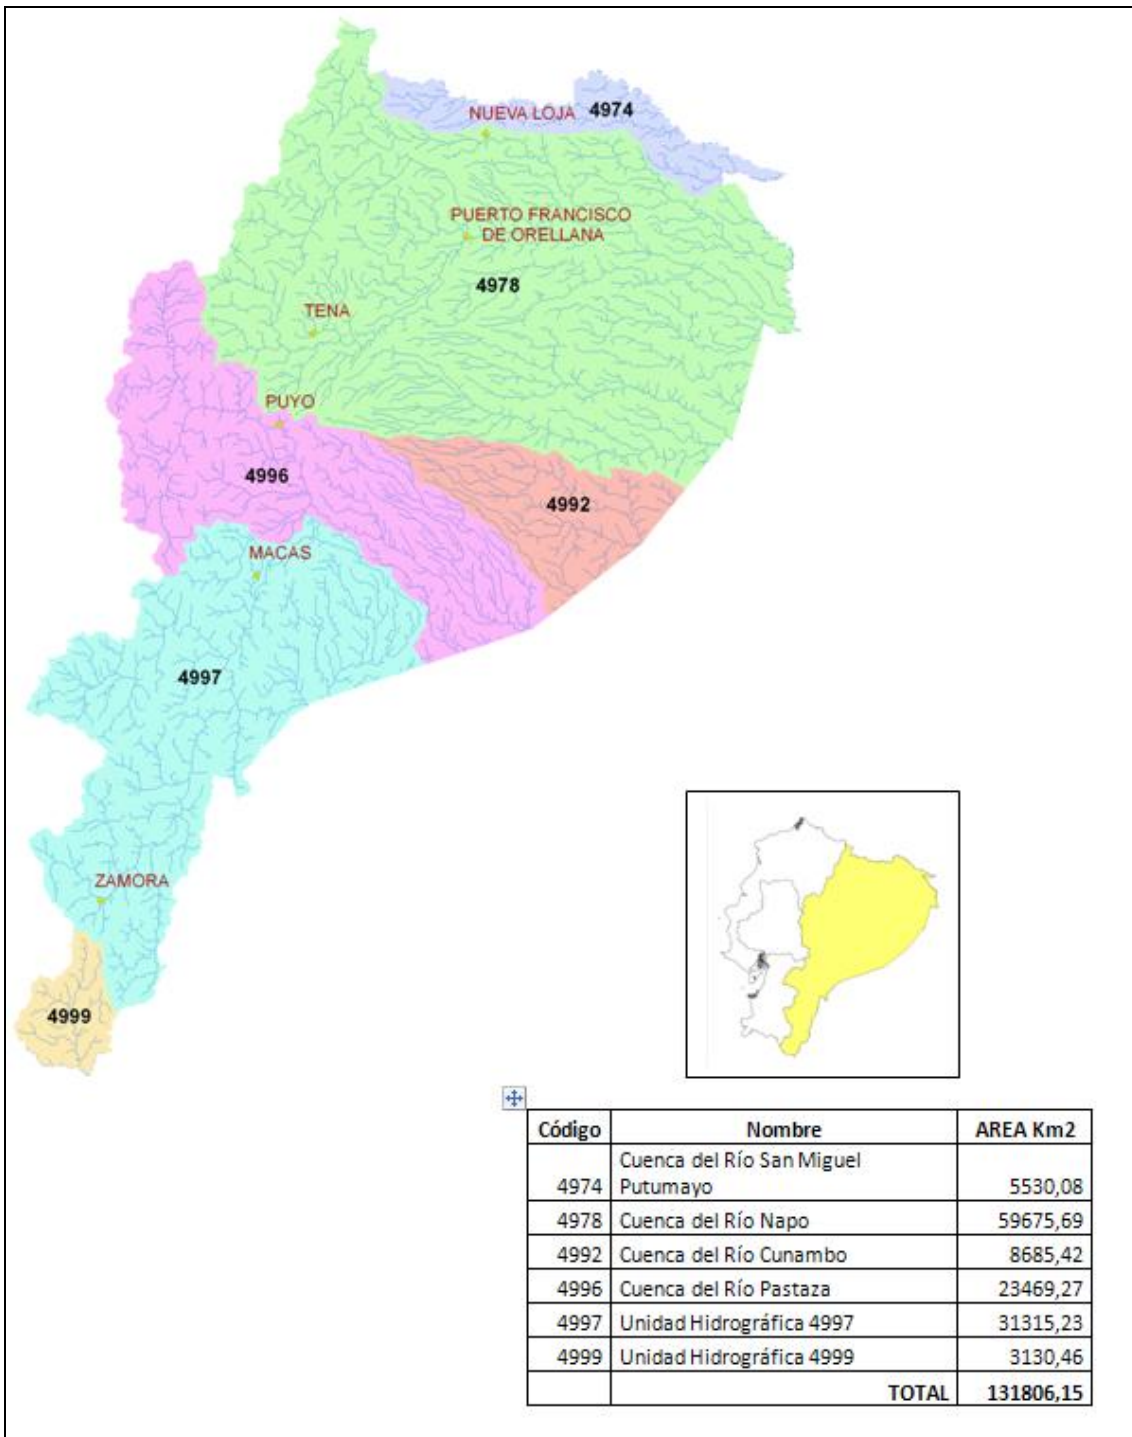 NUEVA LOJA 4974
PUERTO FRANCISCO
DE ORELLANA
4978
TENA
PUYO
4996
4992
MACAS
4997
ZAMORA
4999
Código Nombre AREA Km2
4974 Cuenca del Río San Miguel Putumayo 5530,08
4978 Cuenca del Río Napo 59675,69
4992 Cuenca del Río Cunambo 8685,42
4996 Cuenca del Río Pastaza 23469,27
4997 Unidad Hidrográfica 4997 31315,23
4999 Unidad Hidrográfica 4999 3130,46
TOTAL 131806,15